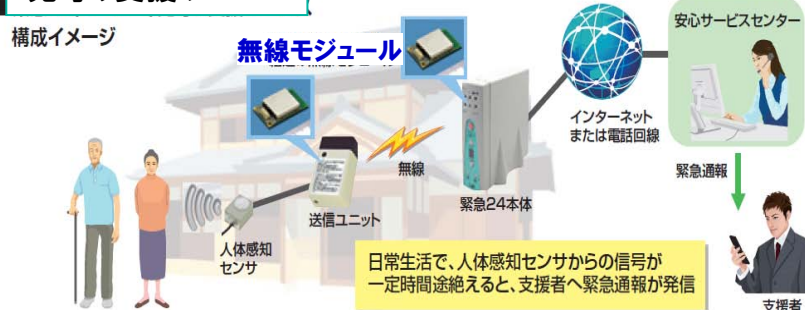 構成イメージ
無線モジュール
安心サービスセンター
インターネット
または電話回線
緊急通報
無線
緊急24本体
送信ユニット
人体感知
センサ
日常生活で、人体感知センサからの信号が
一定時間途絶えると、支援者へ緊急通報が発信
支援者